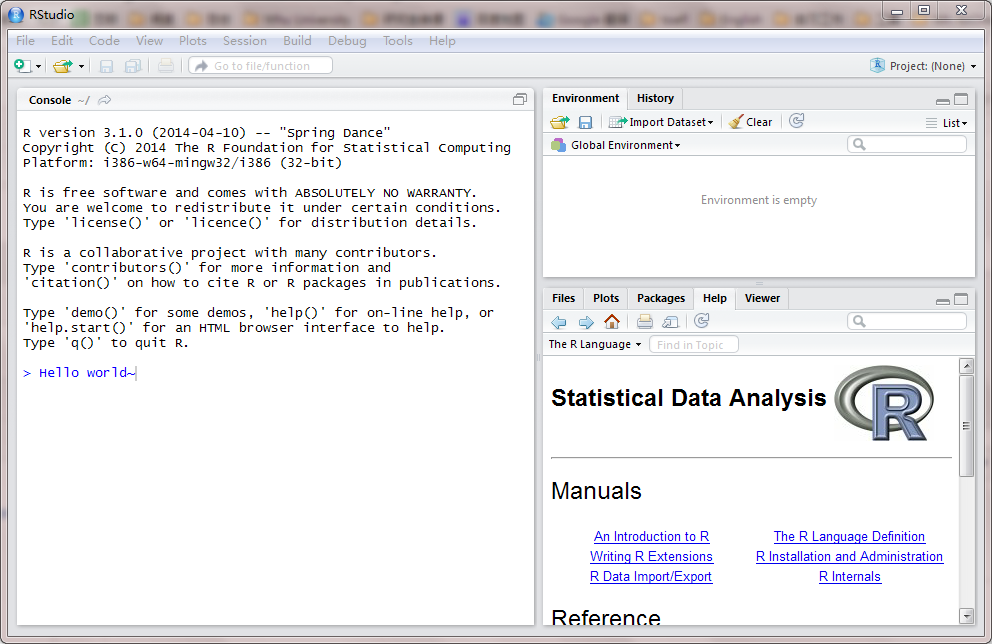 RStudio
File Edit Code View Plots Session Build Debug Tools Help
Go to file/function
Project: (None)
Console ~/
R version 3.1.0 (2014-04-10) -- "Spring Dance"
Copyright (C) 2014 The R Foundation for Statistical Computing
Platform: i386-w64-mingw32/i386 (32-bit)
R is free software and comes with ABSOLUTELY NO WARRANTY.
You are welcome to redistribute it under certain conditions.
Type 'license()' or 'licence()' for distribution details.
R is a collaborative project with many contributors.
Type 'contributors()' for more information and
'citation()' on how to cite R or R packages in publications.
Type 'demo()' for some demos, 'help()' for on-line help, or
'help.start()' for an HTML browser interface to help.
Type 'q()' to quit R.
> Hello world~
Environment History
Import Dataset Clear List
Global Environment
Environment is empty
Files Plots Packages Help Viewer
The R Language Find in Topic
Statistical Data Analysis R
Manuals
An Introduction to R The R Language Definition
Writing R Extensions R Installation and Administration
R Data Import/Export R Internals
Reference